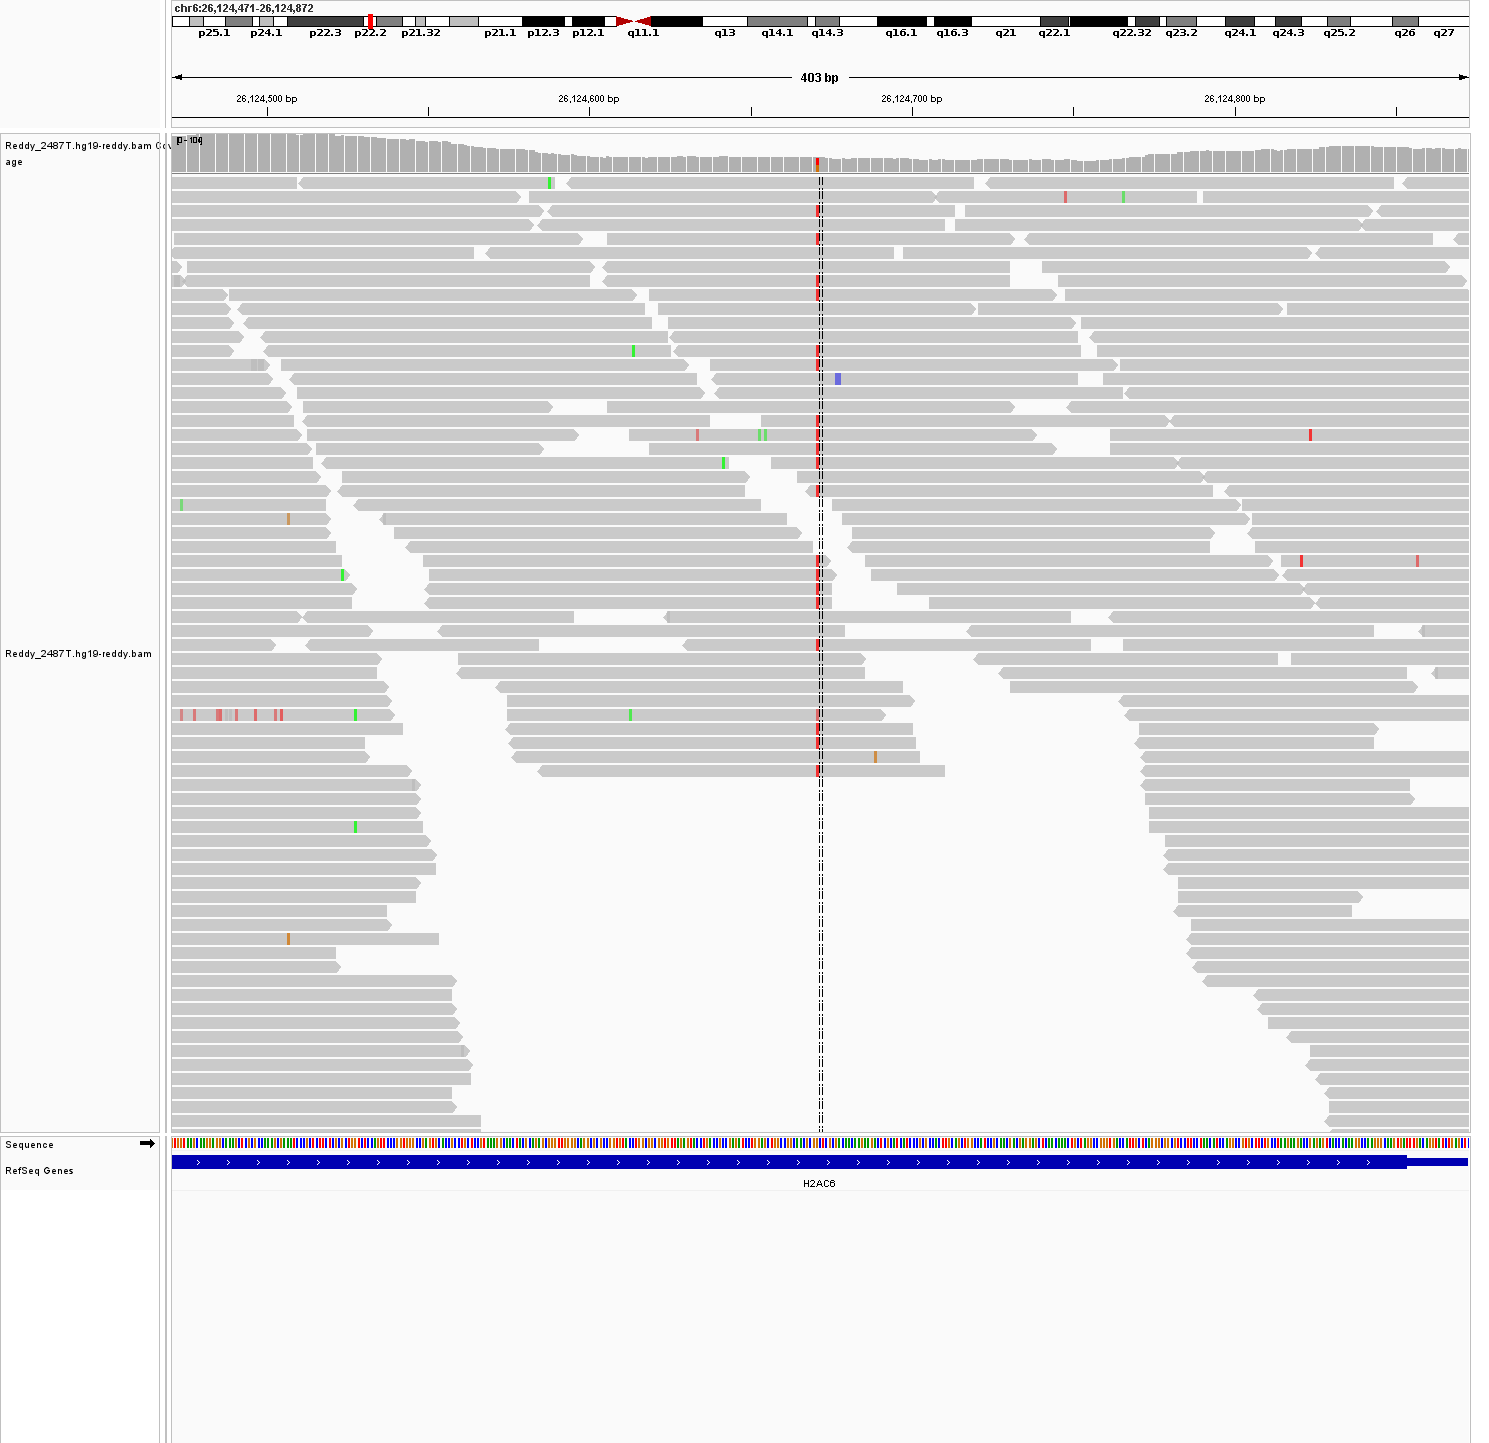 chr6:26,124,471-26,124,872
p25.1 p24.1 p22.3 p22.2 p21.32 p21.1 p12.3 p12.1 q11.1 q13 q14.1 q14.3 q16.1 q16.3 q21 q22.1 q22.32 q23.2 q24.1 q24.3 q25.2 q26 q27
403 bp
26,124,500 bp 26,124,600 bp 26,124,700 bp 26,124,800 bp
Reddy_2487T.hg19-reddy.bam Cov
age
[0 - 104]
Reddy_2487T.hg19-reddy.bam
Sequence
RefSeq Genes
H2AC6